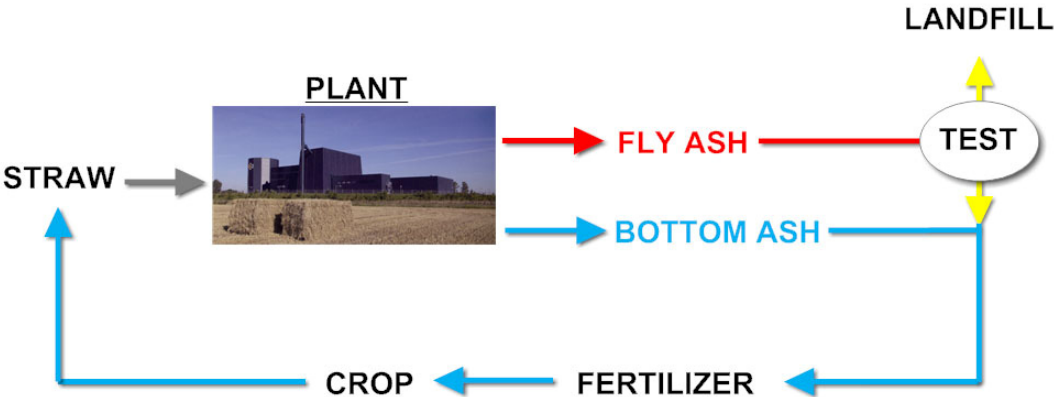 LANDFILL
PLANT
TEST
FLY ASH
STRAW
BOTTOM ASH
CROP
FERTILIZER